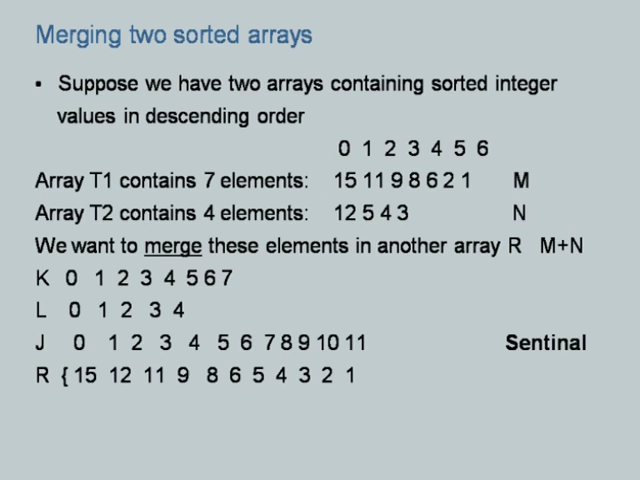 Merging two sorted arrays
▪ Suppose we have two arrays containing sorted integer
values in descending order
0 1 2 3 4 5 6
Array T1 contains 7 elements: 15 11 9 8 6 2 1 M
Array T2 contains 4 elements: 12 5 4 3 N
We want to merge these elements in another array R M+N
K 0 1 2 3 4 5 6 7
L 0 1 2 3 4
J 0 1 2 3 4 5 6 7 8 9 10 11 Sentinal
R { 15 12 11 9 8 6 5 4 3 2 1